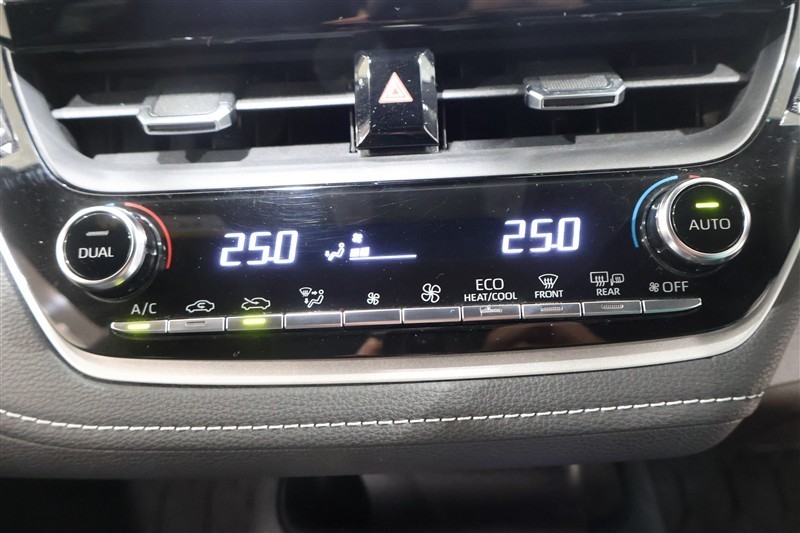 DUAL
25.0
25.0
AUTO
A/C
ECO
HEAT/COOL
FRONT
REAR
OFF